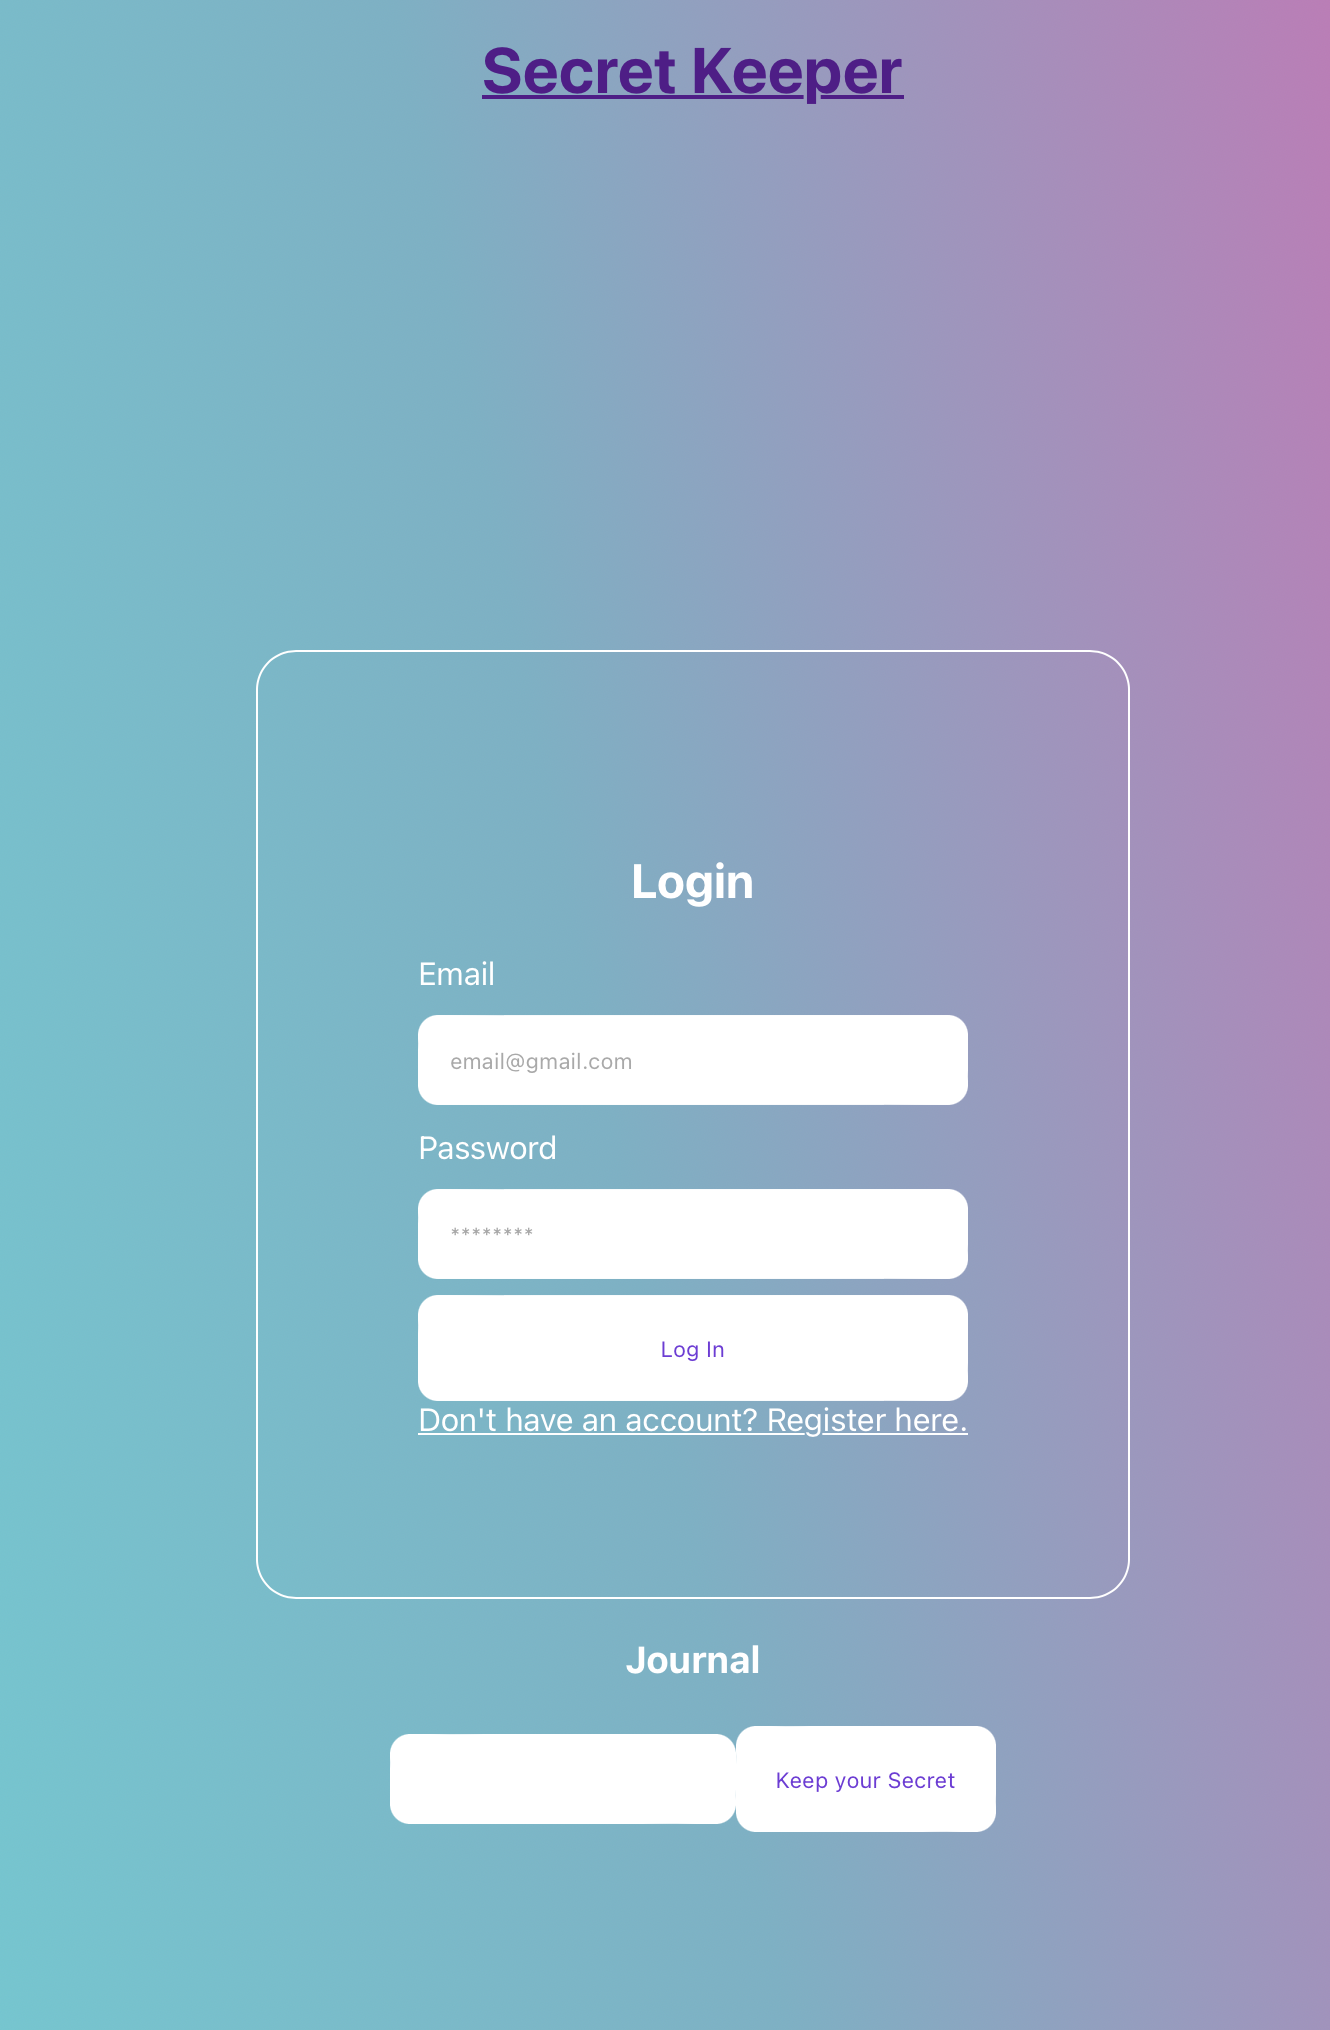 Secret Keeper
Login
Email
email@gmail.com
Password
********
Log In
Don't have an account? Register here.
Journal
Keep your Secret